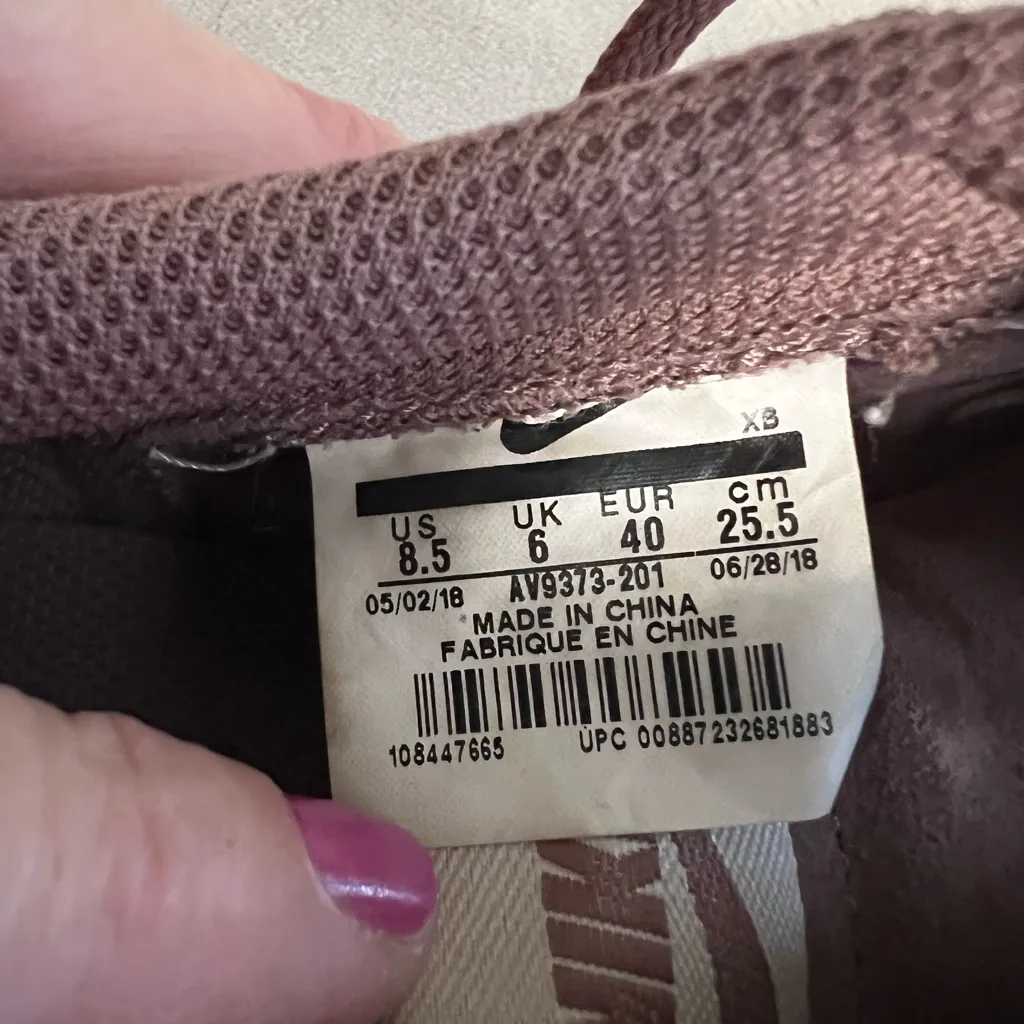 XB
US UK EUR cm
8.5 6 40 25.5
05/02/18 AV9373-201 06/28/18
MADE IN CHINA
FABRIQUE EN CHINE
108447665 UPC 00887232681883